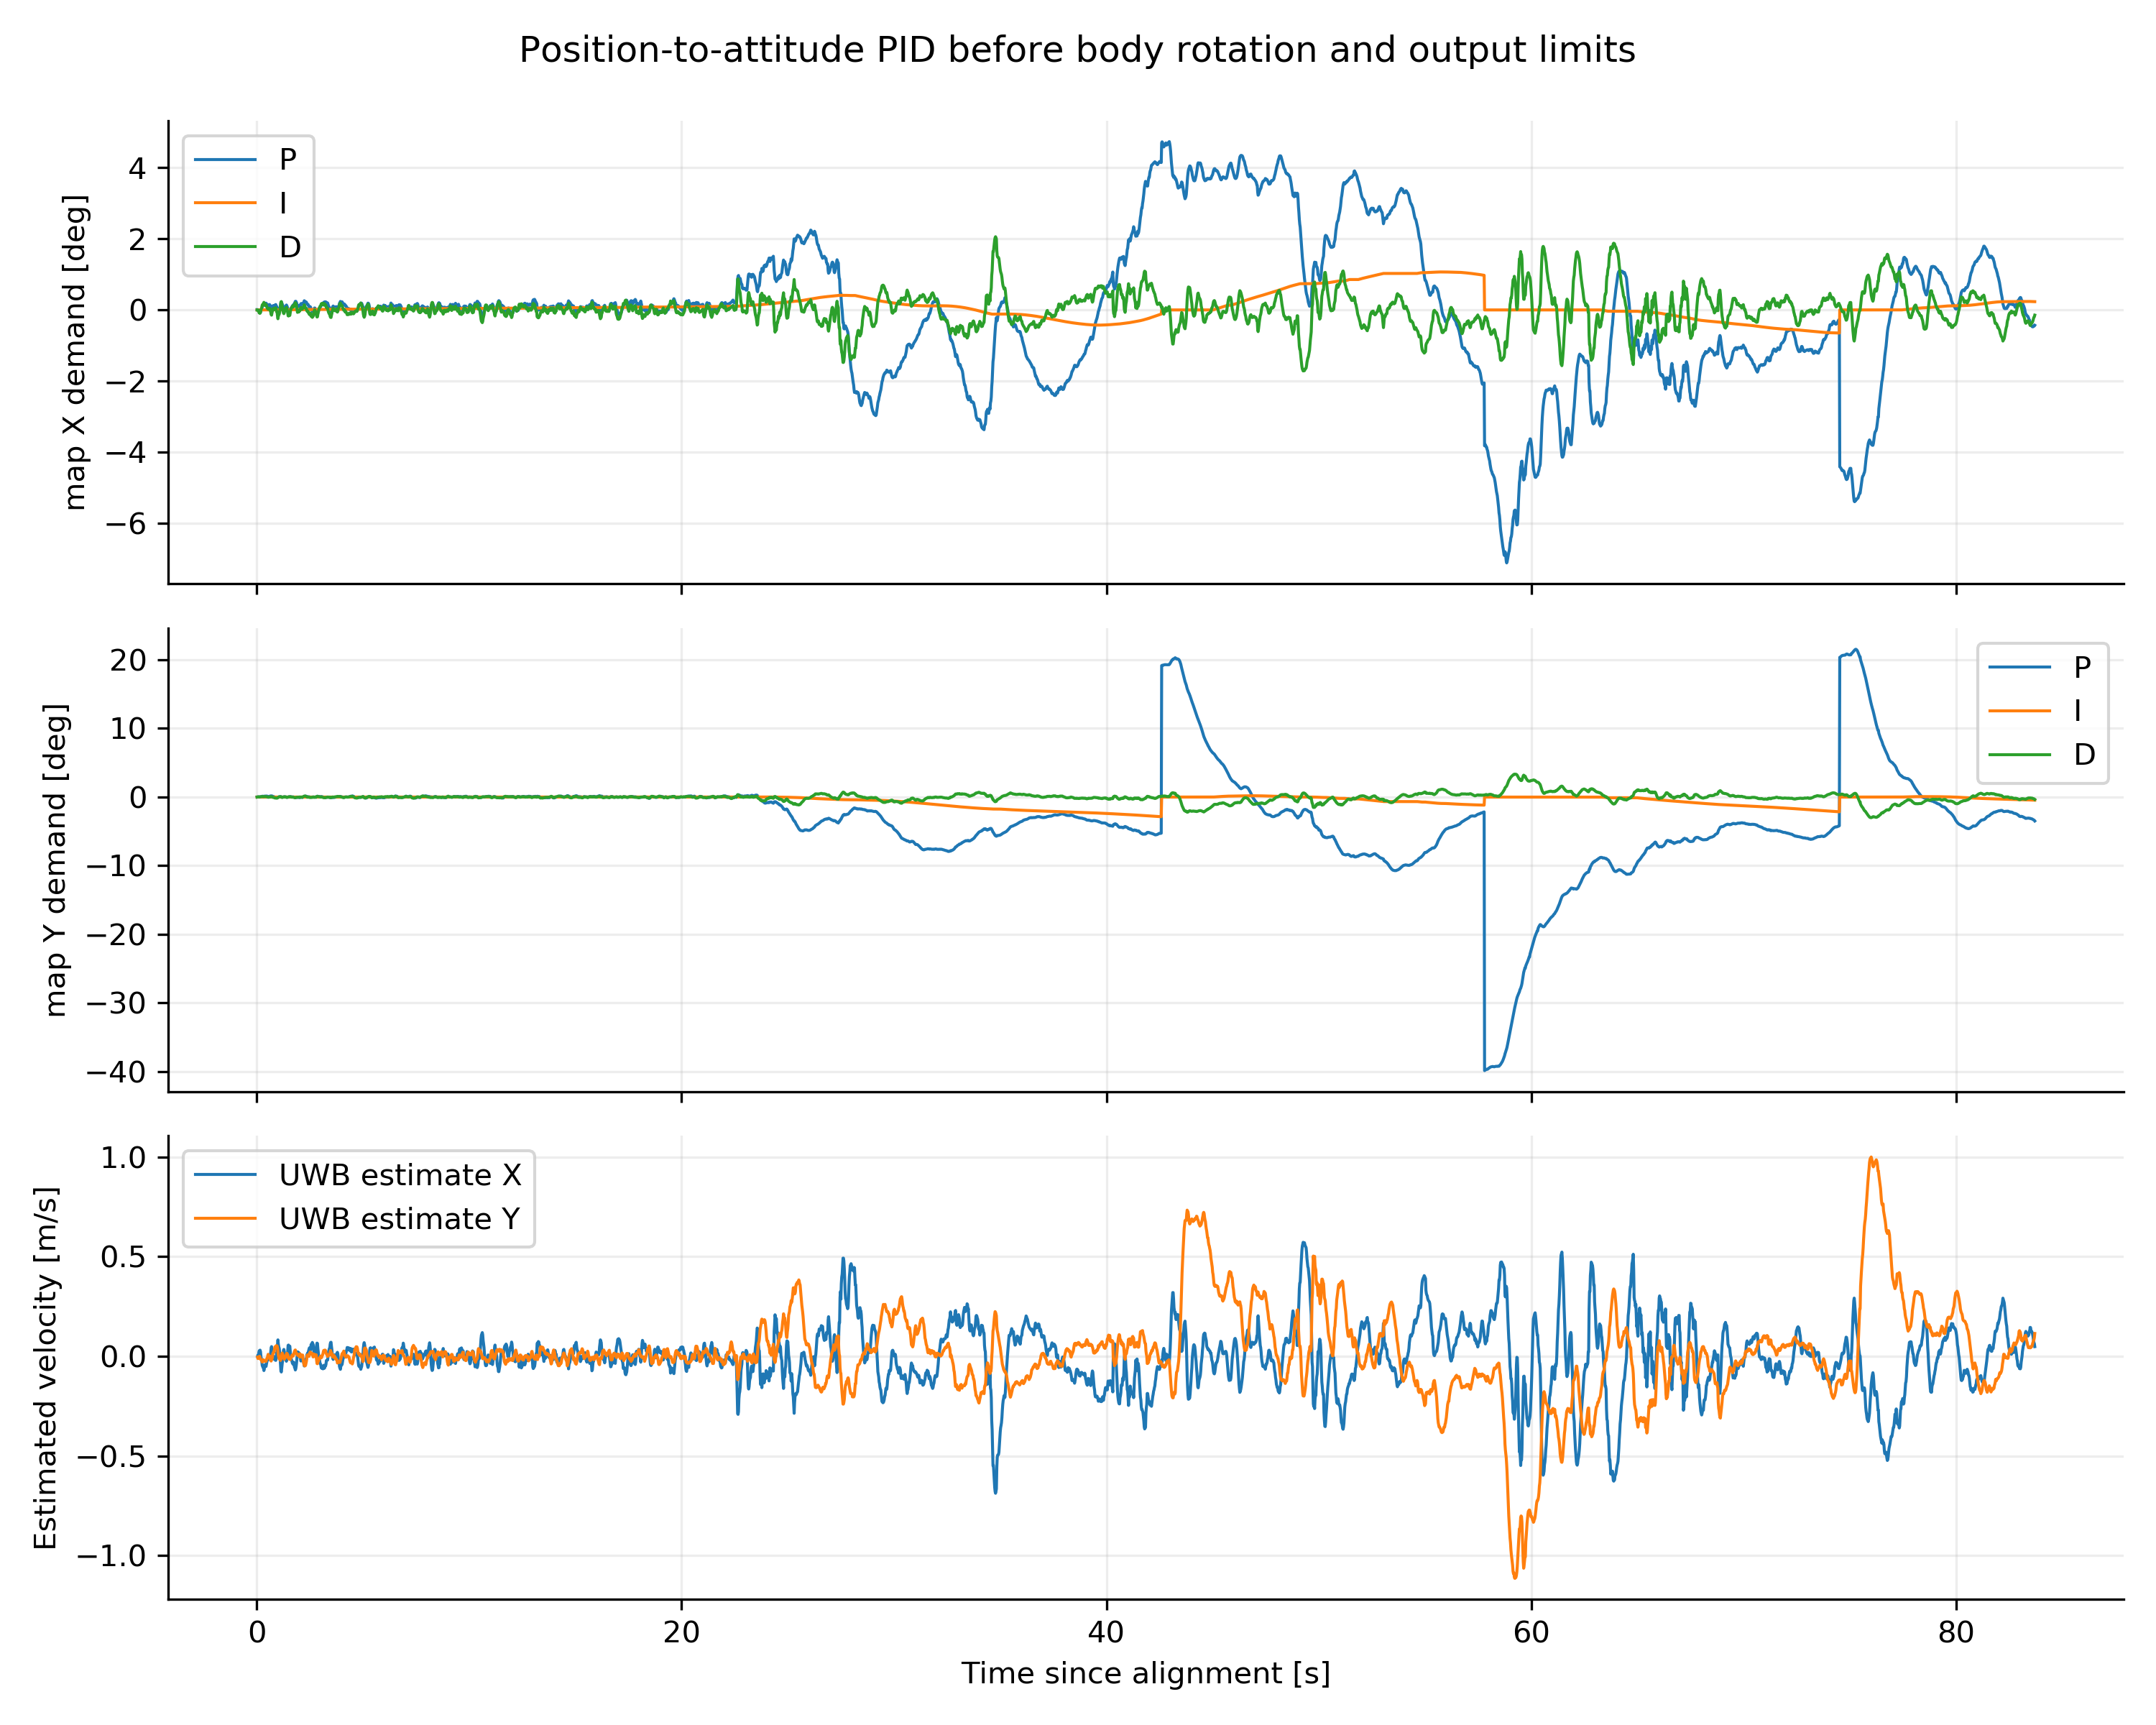 Position-to-attitude PID before body rotation and output limits
map X demand [deg]
4
2
0
−2
−4
−6
P
I
D
map Y demand [deg]
20
10
0
−10
−20
−30
−40
P
I
D
Estimated velocity [m/s]
1.0
0.5
0.0
−0.5
−1.0
UWB estimate X
UWB estimate Y
0
20
40
60
80
Time since alignment [s]